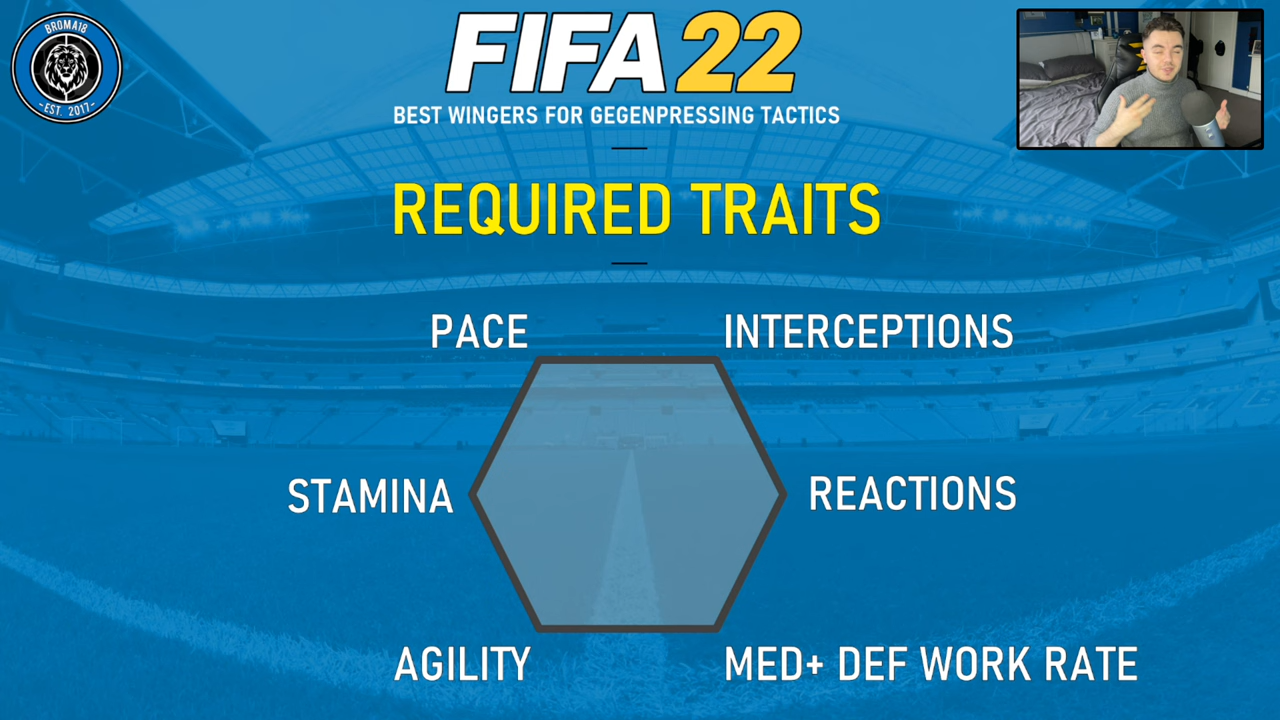 BROMA18
-EST. 2017-
FIFA 22
BEST WINGERS FOR GEGENPRESSING TACTICS
REQUIRED TRAITS
PACE
INTERCEPTIONS
STAMINA
REACTIONS
AGILITY
MED+ DEF WORK RATE